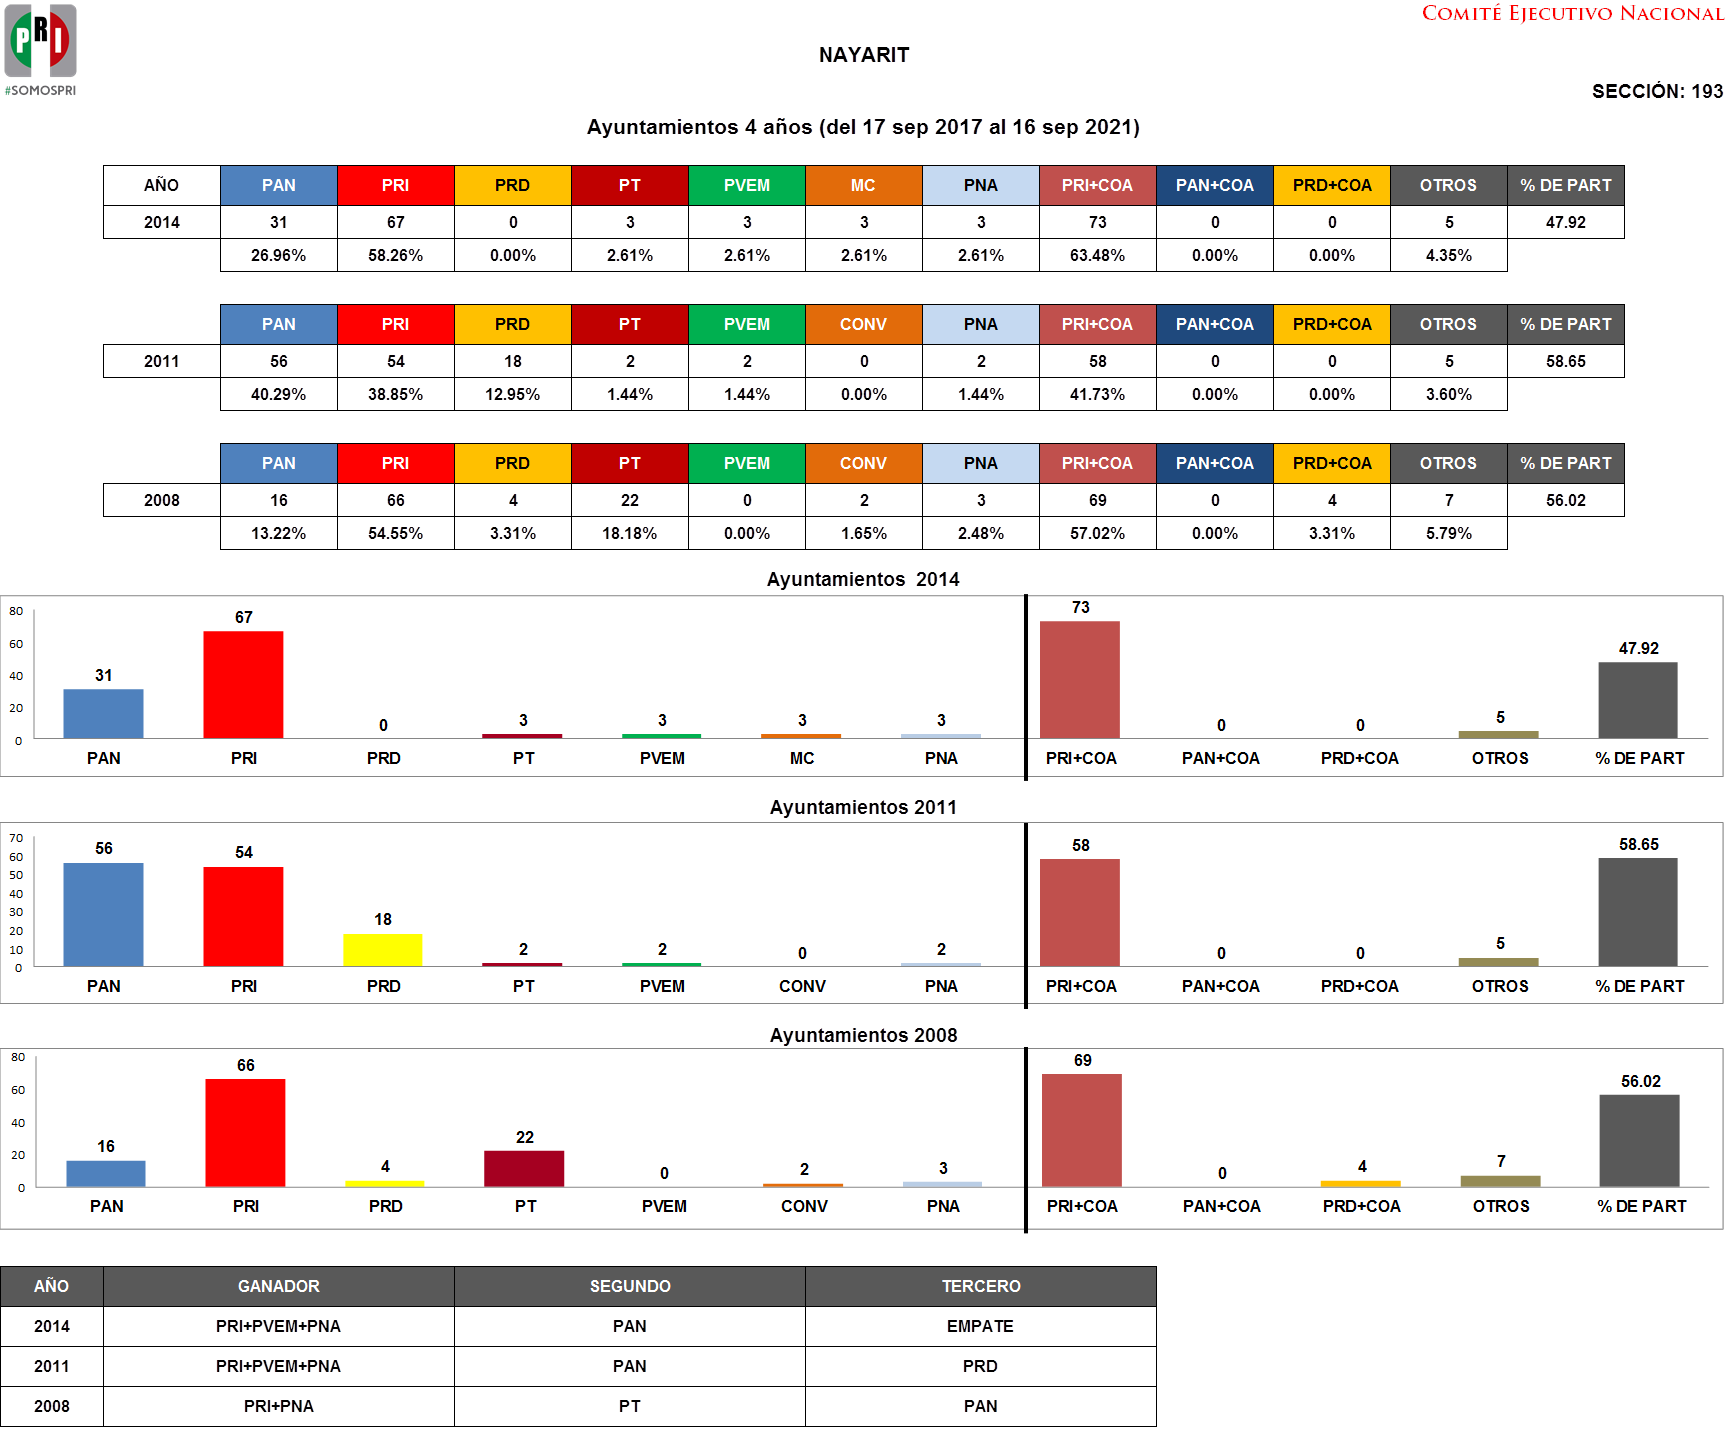 COMITÉ EJECUTIVO NACIONAL
PRI
#SOMOSPRI
NAYARIT
SECCIÓN: 193
Ayuntamientos 4 años (del 17 sep 2017 al 16 sep 2021)
AÑO PAN PRI PRD PT PVEM MC PNA PRI+COA PAN+COA PRD+COA OTROS % DE PART
2014 31 67 0 3 3 3 3 73 0 0 5 47.92
26.96% 58.26% 0.00% 2.61% 2.61% 2.61% 2.61% 63.48% 0.00% 0.00% 4.35%
PAN PRI PRD PT PVEM CONV PNA PRI+COA PAN+COA PRD+COA OTROS % DE PART
2011 56 54 18 2 2 0 2 58 0 0 5 58.65
40.29% 38.85% 12.95% 1.44% 1.44% 0.00% 1.44% 41.73% 0.00% 0.00% 3.60%
PAN PRI PRD PT PVEM CONV PNA PRI+COA PAN+COA PRD+COA OTROS % DE PART
2008 16 66 4 22 0 2 3 69 0 4 7 56.02
13.22% 54.55% 3.31% 18.18% 0.00% 1.65% 2.48% 57.02% 0.00% 3.31% 5.79%
Ayuntamientos 2014
80
60
40
20
0
31 67 0 3 3 3 3 73 0 0 5 47.92
PAN PRI PRD PT PVEM MC PNA PRI+COA PAN+COA PRD+COA OTROS % DE PART
Ayuntamientos 2011
70
60
50
40
30
20
10
0
56 54 18 2 2 0 2 58 0 0 5 58.65
PAN PRI PRD PT PVEM CONV PNA PRI+COA PAN+COA PRD+COA OTROS % DE PART
Ayuntamientos 2008
80
60
40
20
0
16 66 4 22 0 2 3 69 0 4 7 56.02
PAN PRI PRD PT PVEM CONV PNA PRI+COA PAN+COA PRD+COA OTROS % DE PART
AÑO GANADOR SEGUNDO TERCERO
2014 PRI+PVEM+PNA PAN EMPATE
2011 PRI+PVEM+PNA PAN PRD
2008 PRI+PNA PT PAN